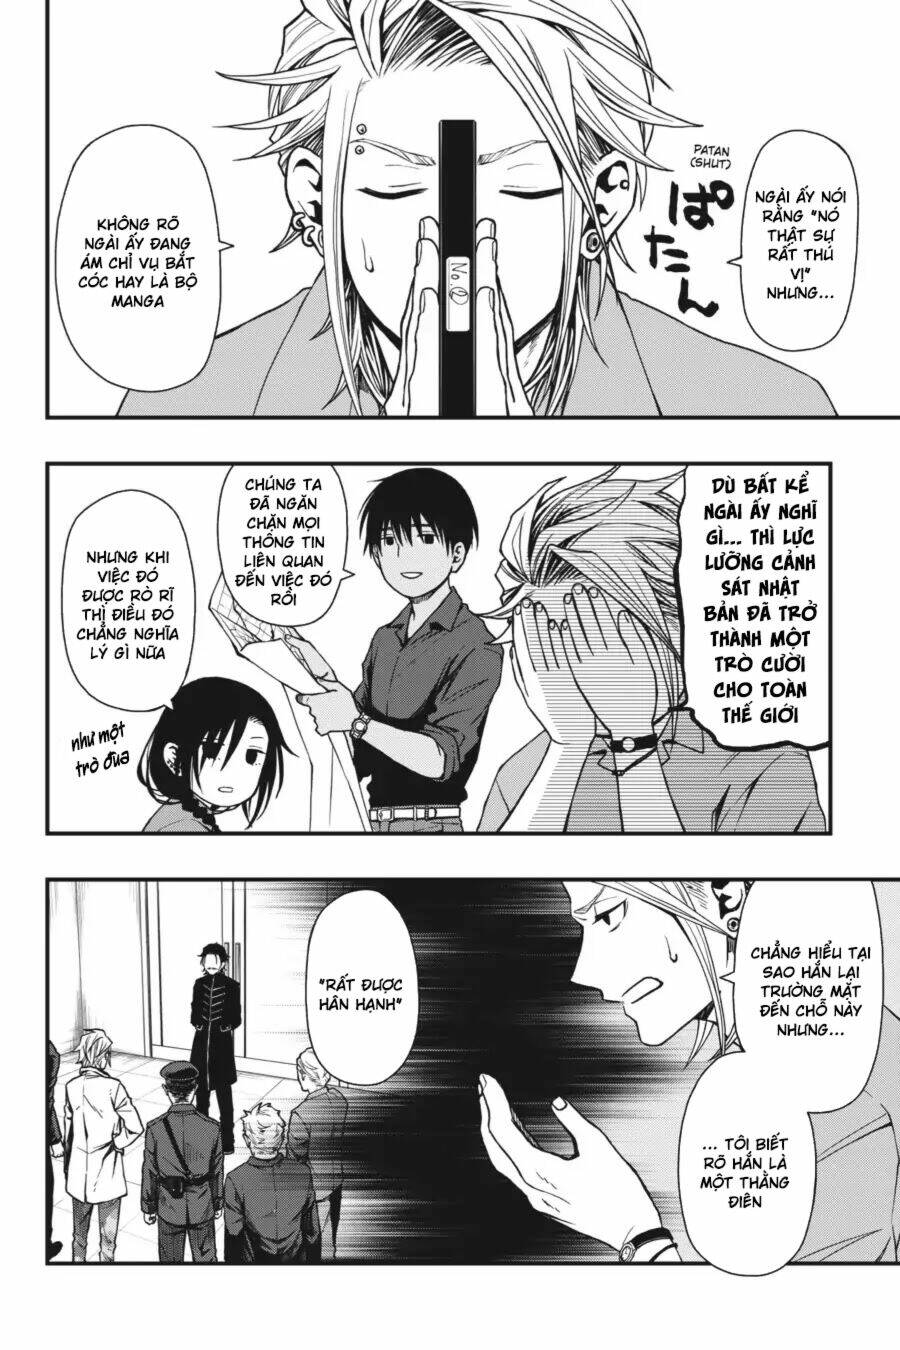 NGÀI ẤY NÓI
RẰNG "NÓ
THẬT SỰ
RẤT THÚ
VỊ"
NHƯNG...
PATAN
(SHUT)
ぱたん
No.0
KHÔNG RÕ
NGÀI ẤY ĐANG
ÁM CHỈ VỤ BẮT
CÓC HAY LÀ BỘ
MANGA
DÙ BẤT KỂ
NGÀI ẤY NGHĨ
GÌ... THÌ LỰC
LƯỠNG CẢNH
SÁT NHẬT
BẢN ĐÃ TRỞ
THÀNH MỘT
TRÒ CƯỜI
CHO TOÀN
THẾ GIỚI
CHÚNG TA
ĐÃ NGĂN
CHẶN MỌI
THÔNG TIN
LIÊN QUAN
ĐẾN VIỆC ĐÓ
RỒI
NHƯNG KHI
VIỆC ĐÓ
ĐƯỢC RÒ RĨ
THÌ ĐIỀU ĐÓ
CHẲNG NGHĨA
LÝ GÌ NỮA
như một
trò đùa
CHẲNG HIỂU TẠI
SAO HẮN LẠI
TRƯỜNG MẶT
ĐẾN CHỖ NÀY
NHƯNG...
... TÔI BIẾT
RÕ HẮN LÀ
MỘT THẰNG
ĐIÊN
"RẤT ĐƯỢC
HÂN HẠNH"